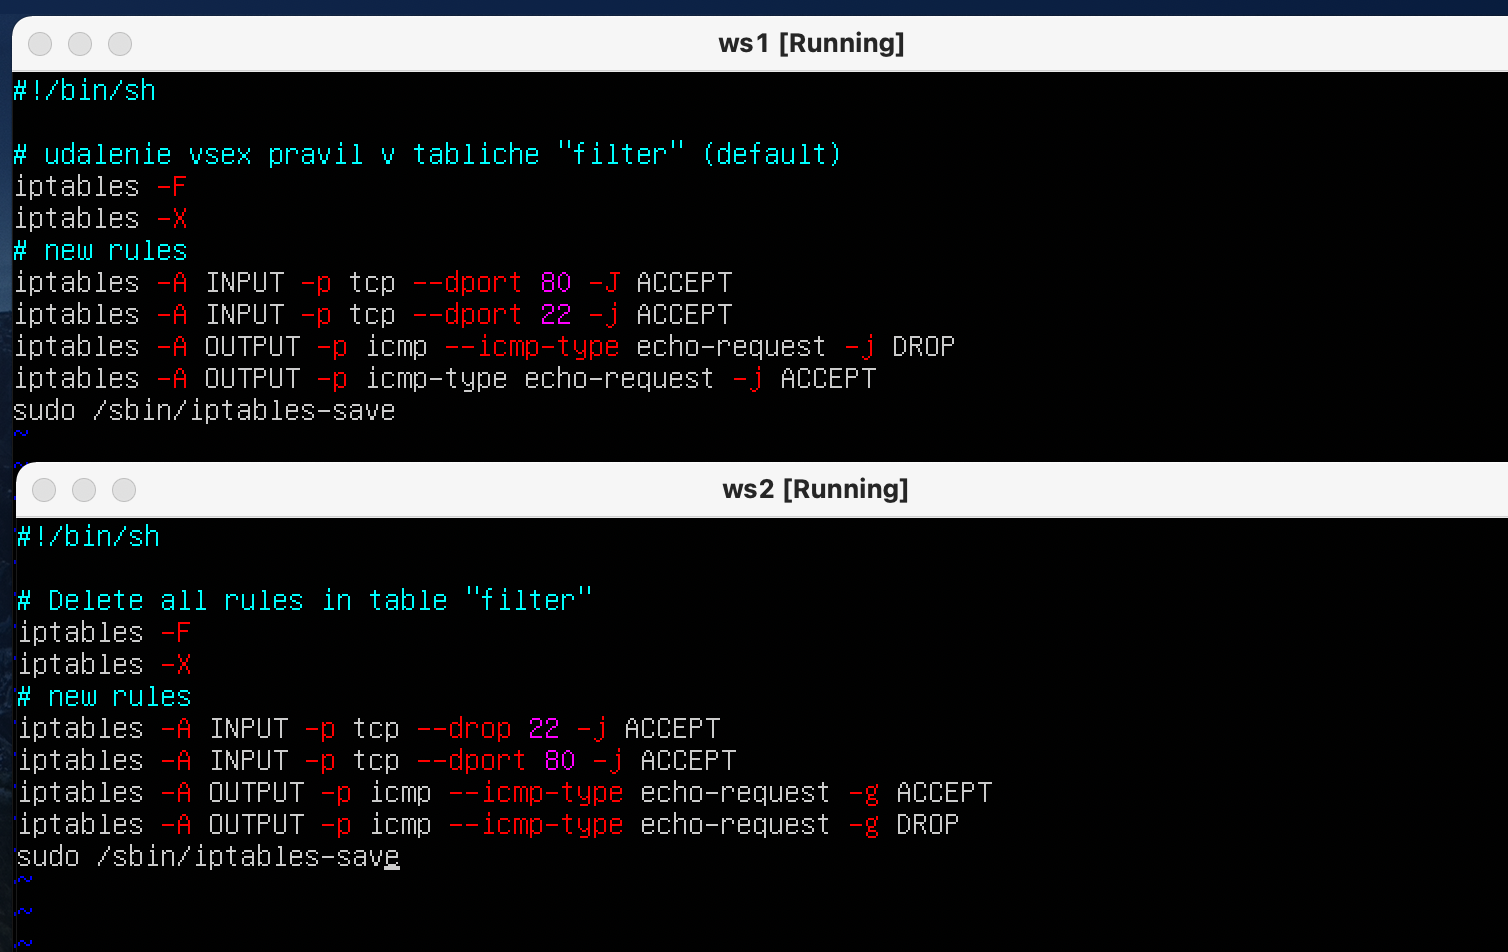 ws1 [Running]
#!/bin/sh
# udalenie vsex pravil v tabliche "filter" (default)
iptables -F
iptables -X
# new rules
iptables -A INPUT -p tcp --dport 80 -J ACCEPT
iptables -A INPUT -p tcp --dport 22 -j ACCEPT
iptables -A OUTPUT -p icmp --icmp-type echo-request -j DROP
iptables -A OUTPUT -p icmp-type echo-request -j ACCEPT
sudo /sbin/iptables-save
~
ws2 [Running]
#!/bin/sh
# Delete all rules in table "filter"
iptables -F
iptables -X
# new rules
iptables -A INPUT -p tcp --drop 22 -j ACCEPT
iptables -A INPUT -p tcp --dport 80 -j ACCEPT
iptables -A OUTPUT -p icmp --icmp-type echo-request -g ACCEPT
iptables -A OUTPUT -p icmp --icmp-type echo-request -g DROP
sudo /sbin/iptables-save
~
~
~